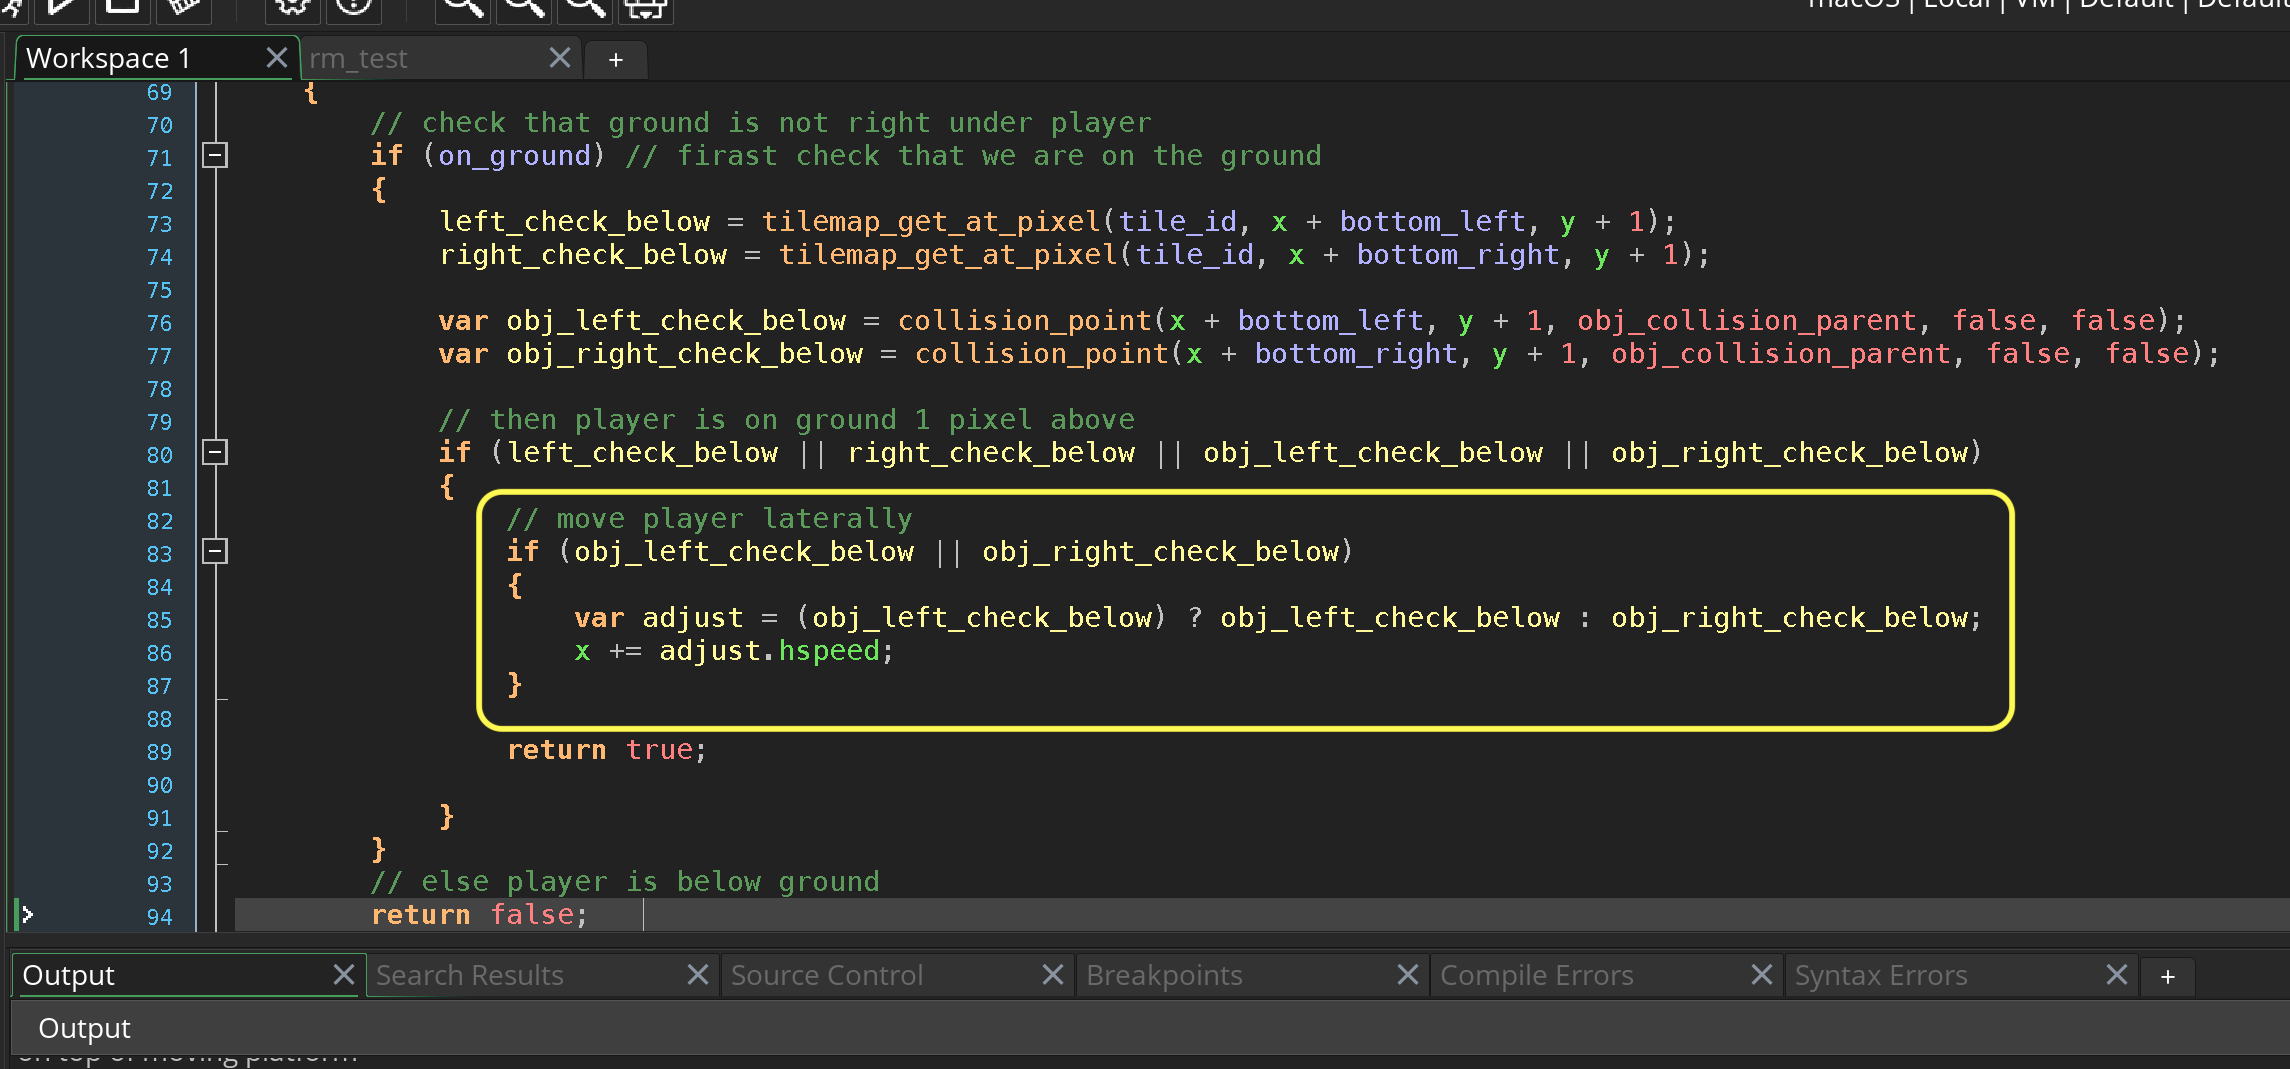 macOS | Local | VM | Default | Default
Workspace 1
rm_test
+
69 {
70 // check that ground is not right under player
71 if (on_ground) // firast check that we are on the ground
72 {
73 left_check_below = tilemap_get_at_pixel(tile_id, x + bottom_left, y + 1);
74 right_check_below = tilemap_get_at_pixel(tile_id, x + bottom_right, y + 1);
75
76 var obj_left_check_below = collision_point(x + bottom_left, y + 1, obj_collision_parent, false, false);
77 var obj_right_check_below = collision_point(x + bottom_right, y + 1, obj_collision_parent, false, false);
78
79 // then player is on ground 1 pixel above
80 if (left_check_below || right_check_below || obj_left_check_below || obj_right_check_below)
81 {
82 // move player laterally
83 if (obj_left_check_below || obj_right_check_below)
84 {
85 var adjust = (obj_left_check_below) ? obj_left_check_below : obj_right_check_below;
86 x += adjust.hspeed;
87 }
88
89 return true;
90
91 }
92 }
93 // else player is below ground
94 return false;
Output
Search Results
Source Control
Breakpoints
Compile Errors
Syntax Errors
+
Output
on top of moving platform